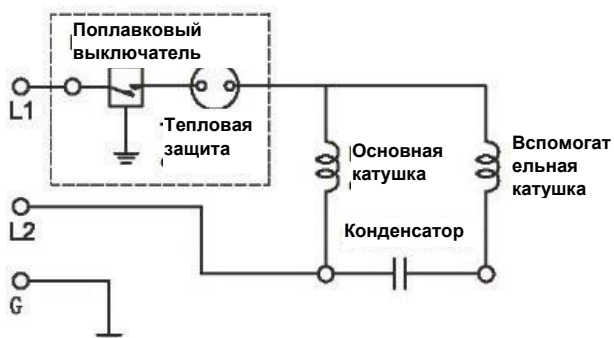 Поплавковый
выключатель
L1
Тепловая
защита
Основная
катушка
Вспомогат
ельная
катушка
L2
Конденсатор
G